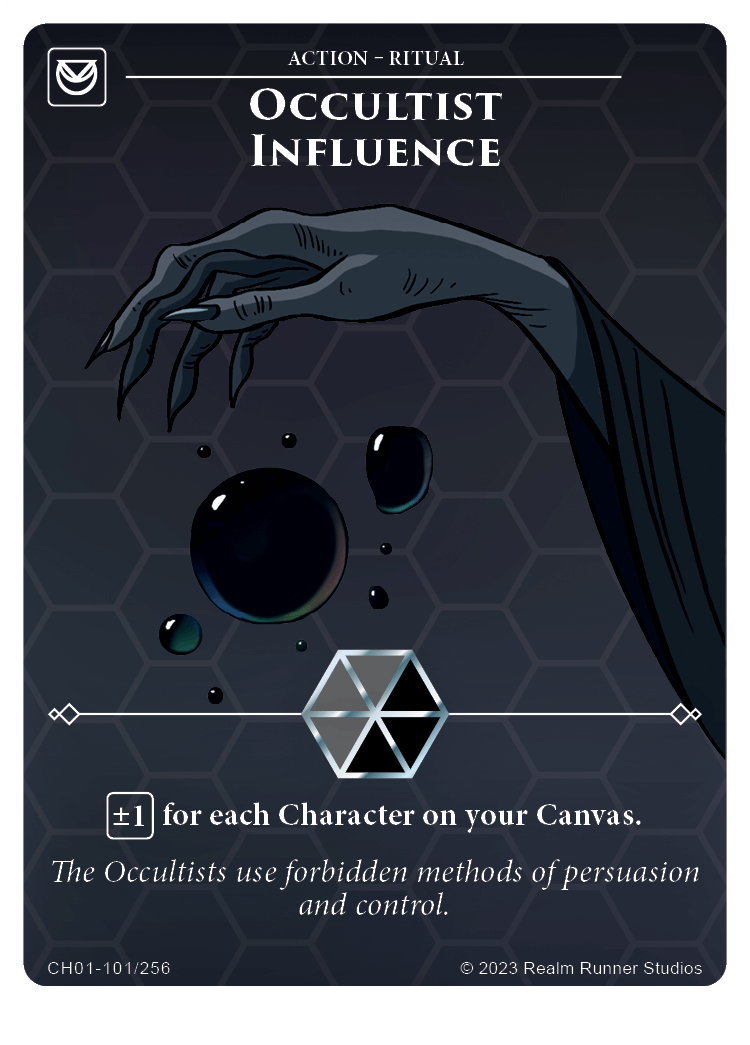 ACTION – RITUAL
Occultist
Influence
±1 for each Character on your Canvas.
The Occultists use forbidden methods of persuasion
and control.
CH01-101/256
© 2023 Realm Runner Studios